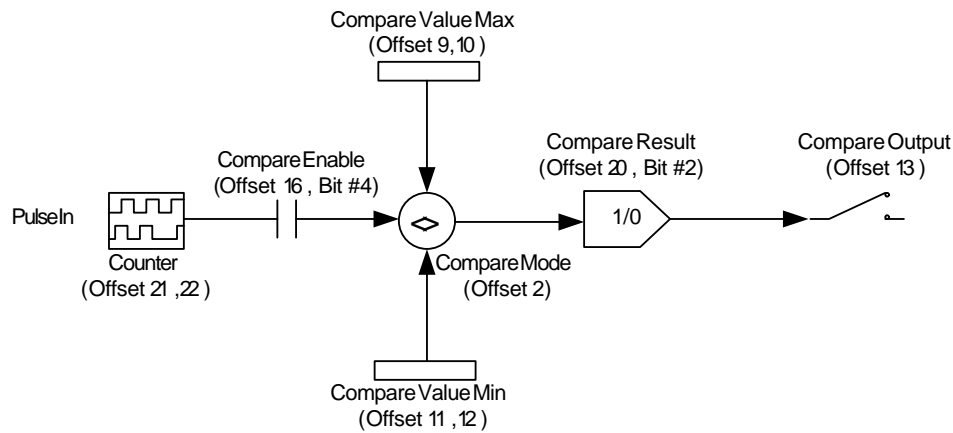 Compare Value Max
(Offset 9,10)
Compare Enable
(Offset 16 , Bit #4)
Compare Result
(Offset 20 , Bit #2)
Compare Output
(Offset 13)
PulseIn
<>
1/0
Counter
(Offset 21 ,22 )
Compare Mode
(Offset 2)
Compare Value Min
(Offset 11 ,12 )